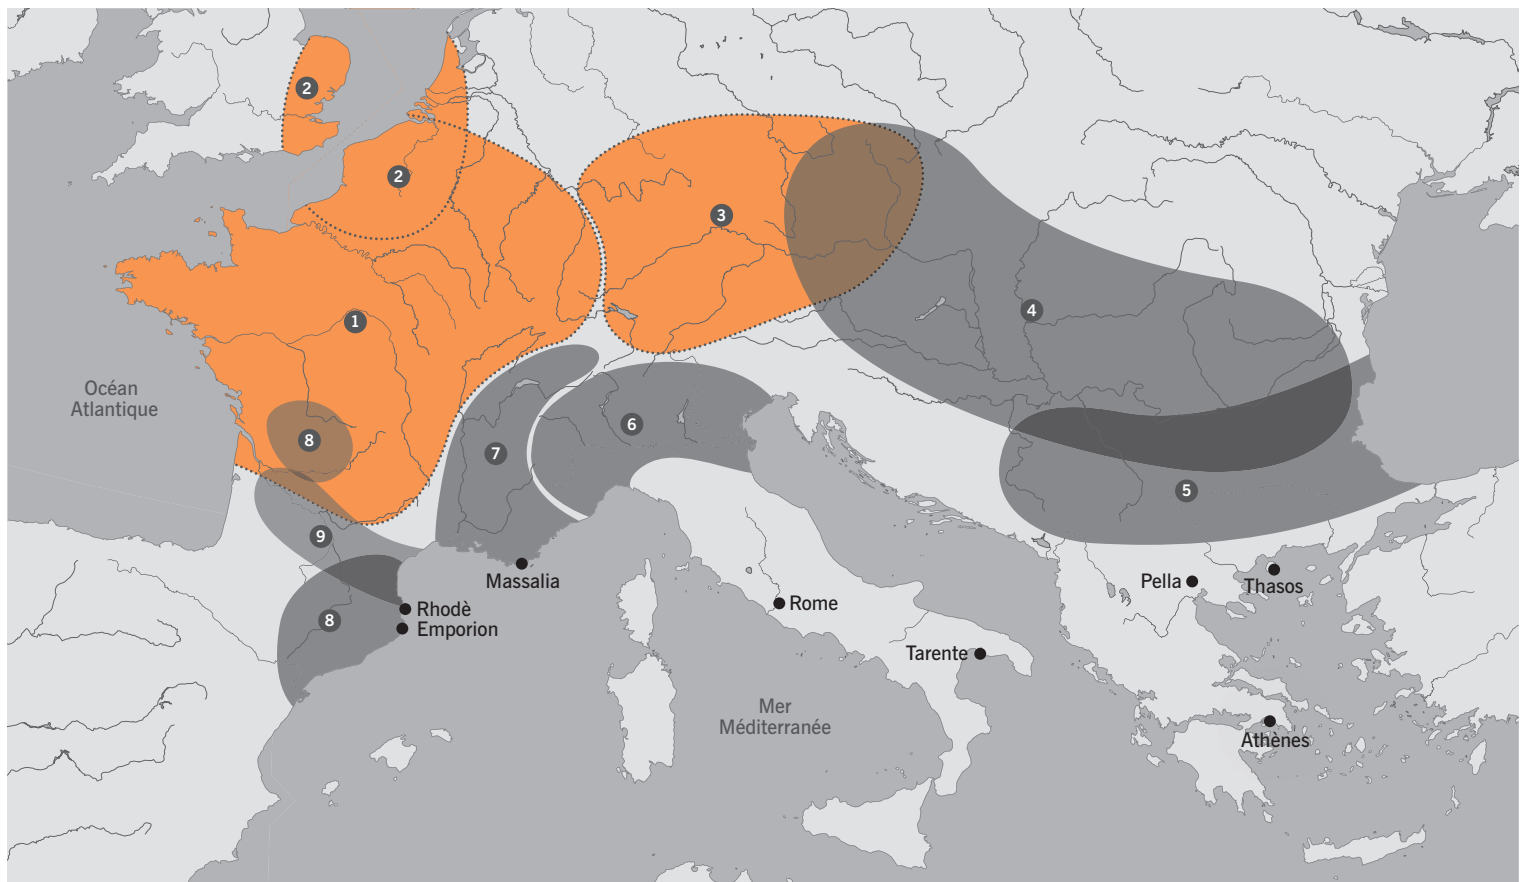 2
2
3
4
1
Océan
Atlantique
6
8
7
5
9
Massalia
Pella
Thasos
Rhodè
Rome
8
Emporion
Tarente
Mer
Méditerranée
Athènes